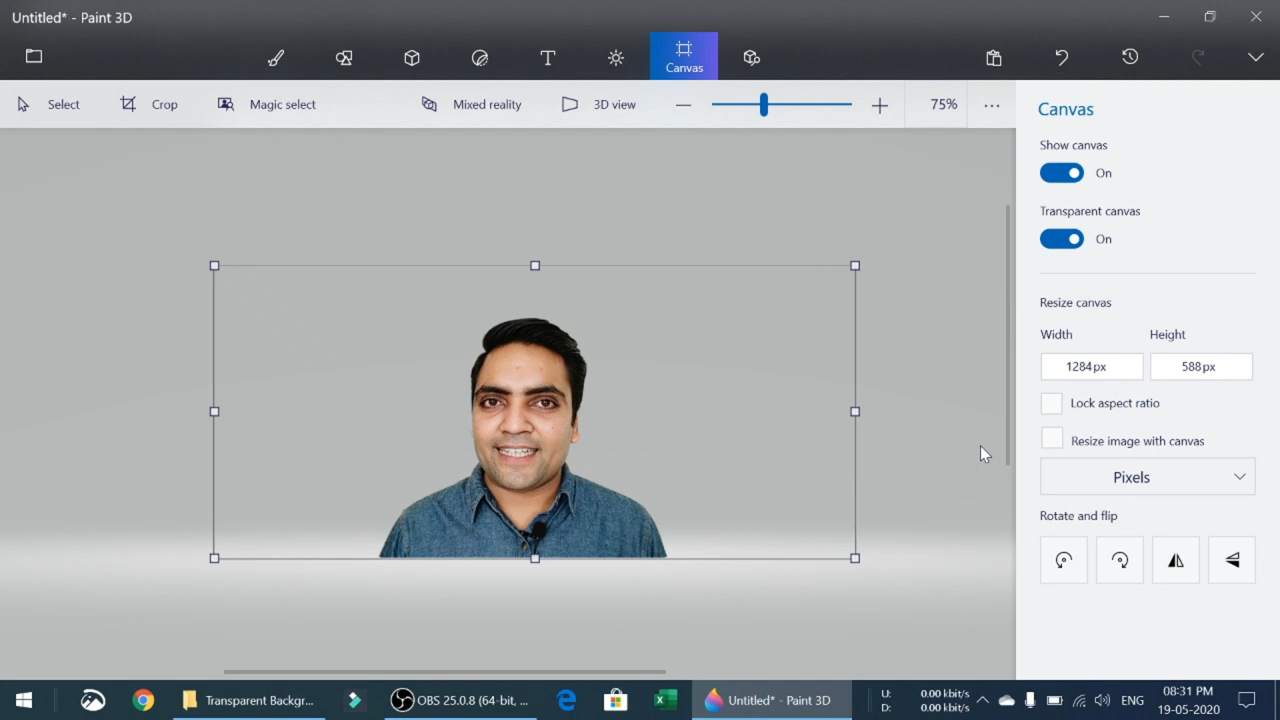 Untitled* - Paint 3D
Canvas
Select
Crop
Magic select
Mixed reality
3D view
75%
Canvas
Show canvas
On
Transparent canvas
On
Resize canvas
Width
Height
1284px
588px
Lock aspect ratio
Resize image with canvas
Pixels
Rotate and flip
Transparent Backgr...
OBS 25.0.8 (64-bit, ...
Untitled* - Paint 3D
U: 0.00 kbit/s
D: 0.00 kbit/s
ENG
08:31 PM
19-05-2020